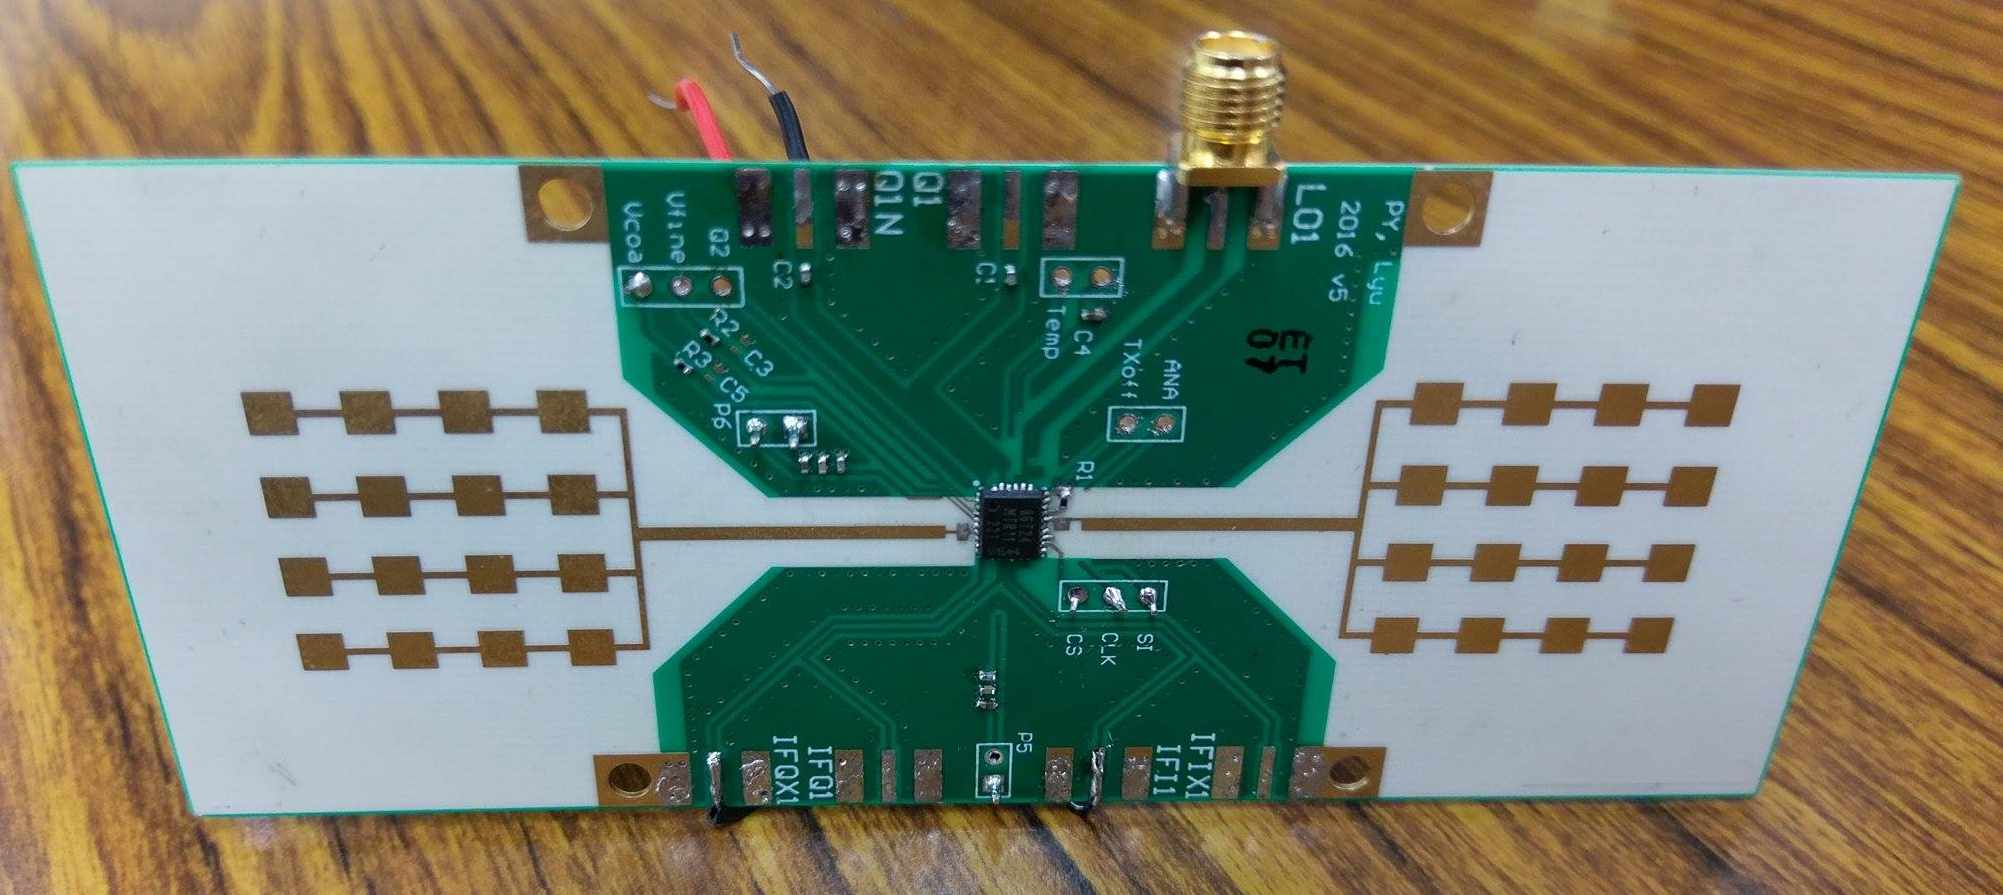 Vcoa
Vfine
Q2
Q1N
Q1
LO1
2016 v5
PY, Lyu
C2
C1
Temp
C4
R2
C3
R3
C5
P6
TXoff
ANA
R1
CS
CLK
SI
P5
IFQX1
IFQ1
IFI1
IFIX1